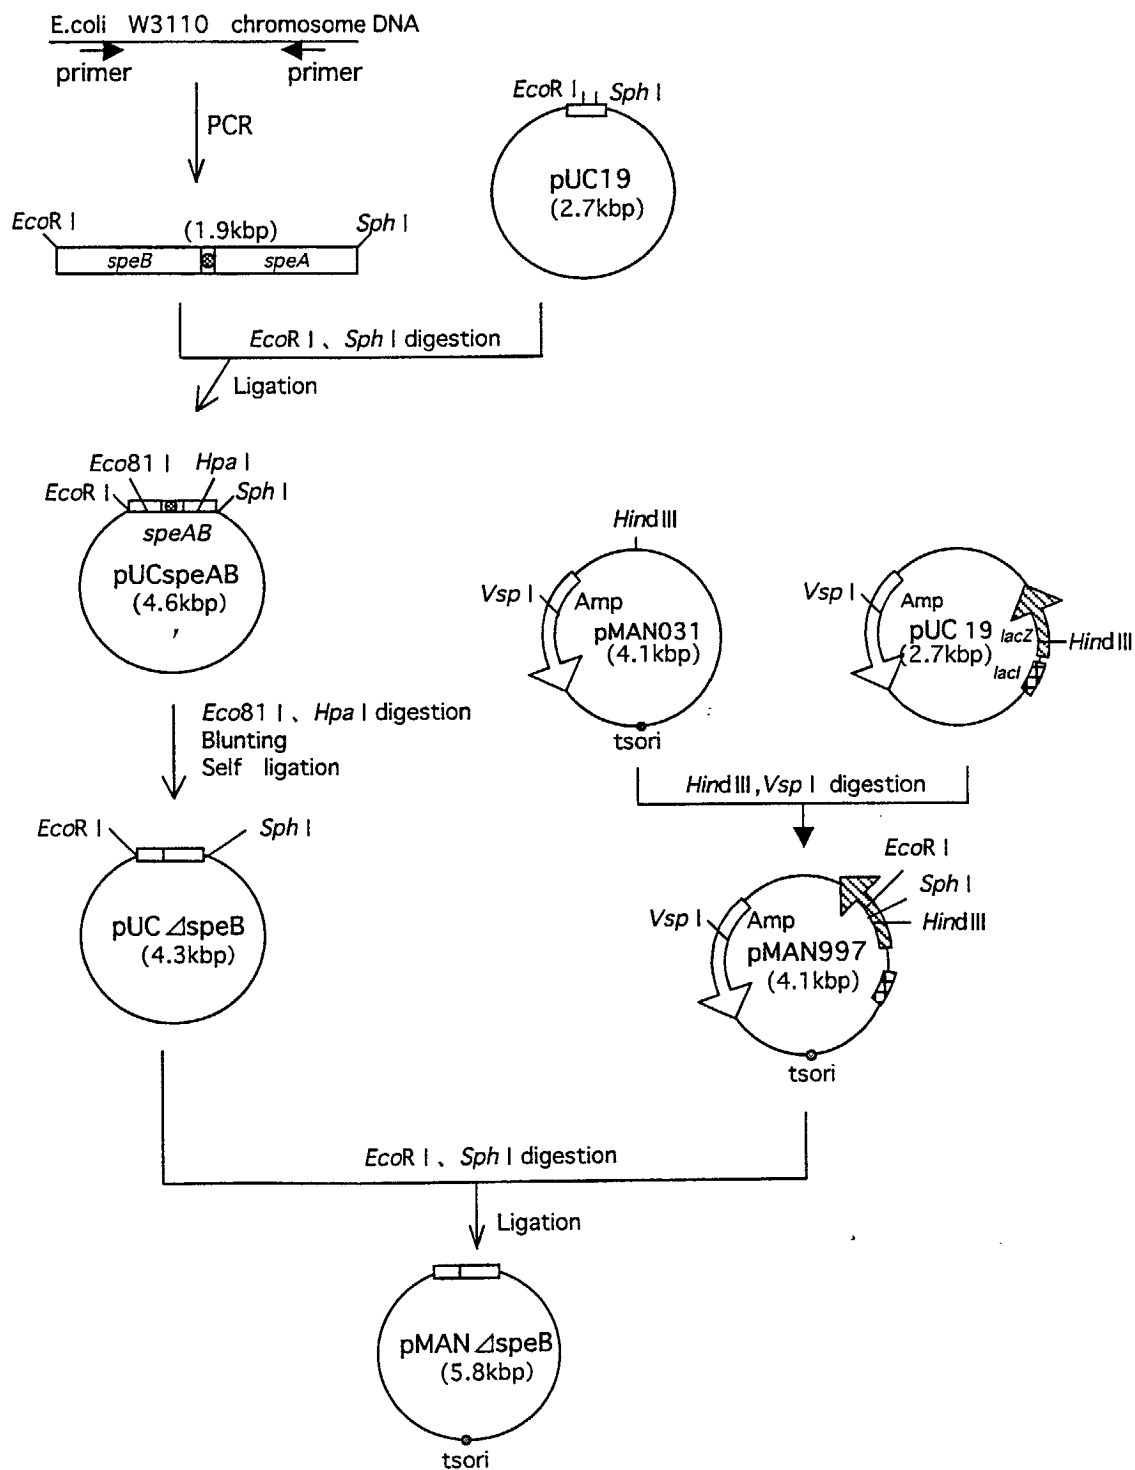 E.coli W3110 chromosome DNA
primer primer
PCR
EcoR I Sph I
pUC19
(2.7kbp)
EcoR I (1.9kbp) Sph I
speB speA
EcoR I、Sph I digestion
Ligation
Eco81 I Hpa I
EcoR I Sph I
speAB
pUCspeAB
(4.6kbp)
Hind III
Vsp I
Amp
pMAN031
(4.1kbp)
tsori
Vsp I
Amp
pUC 19
(2.7kbp)
lacZ
Hind III
lacI
Eco81 I、Hpa I digestion
Blunting
Self ligation
Hind III, Vsp I digestion
EcoR I Sph I
pUC⊿speB
(4.3kbp)
EcoR I
Sph I
Hind III
Vsp I
Amp
pMAN997
(4.1kbp)
tsori
EcoR I、Sph I digestion
Ligation
pMAN⊿speB
(5.8kbp)
tsori